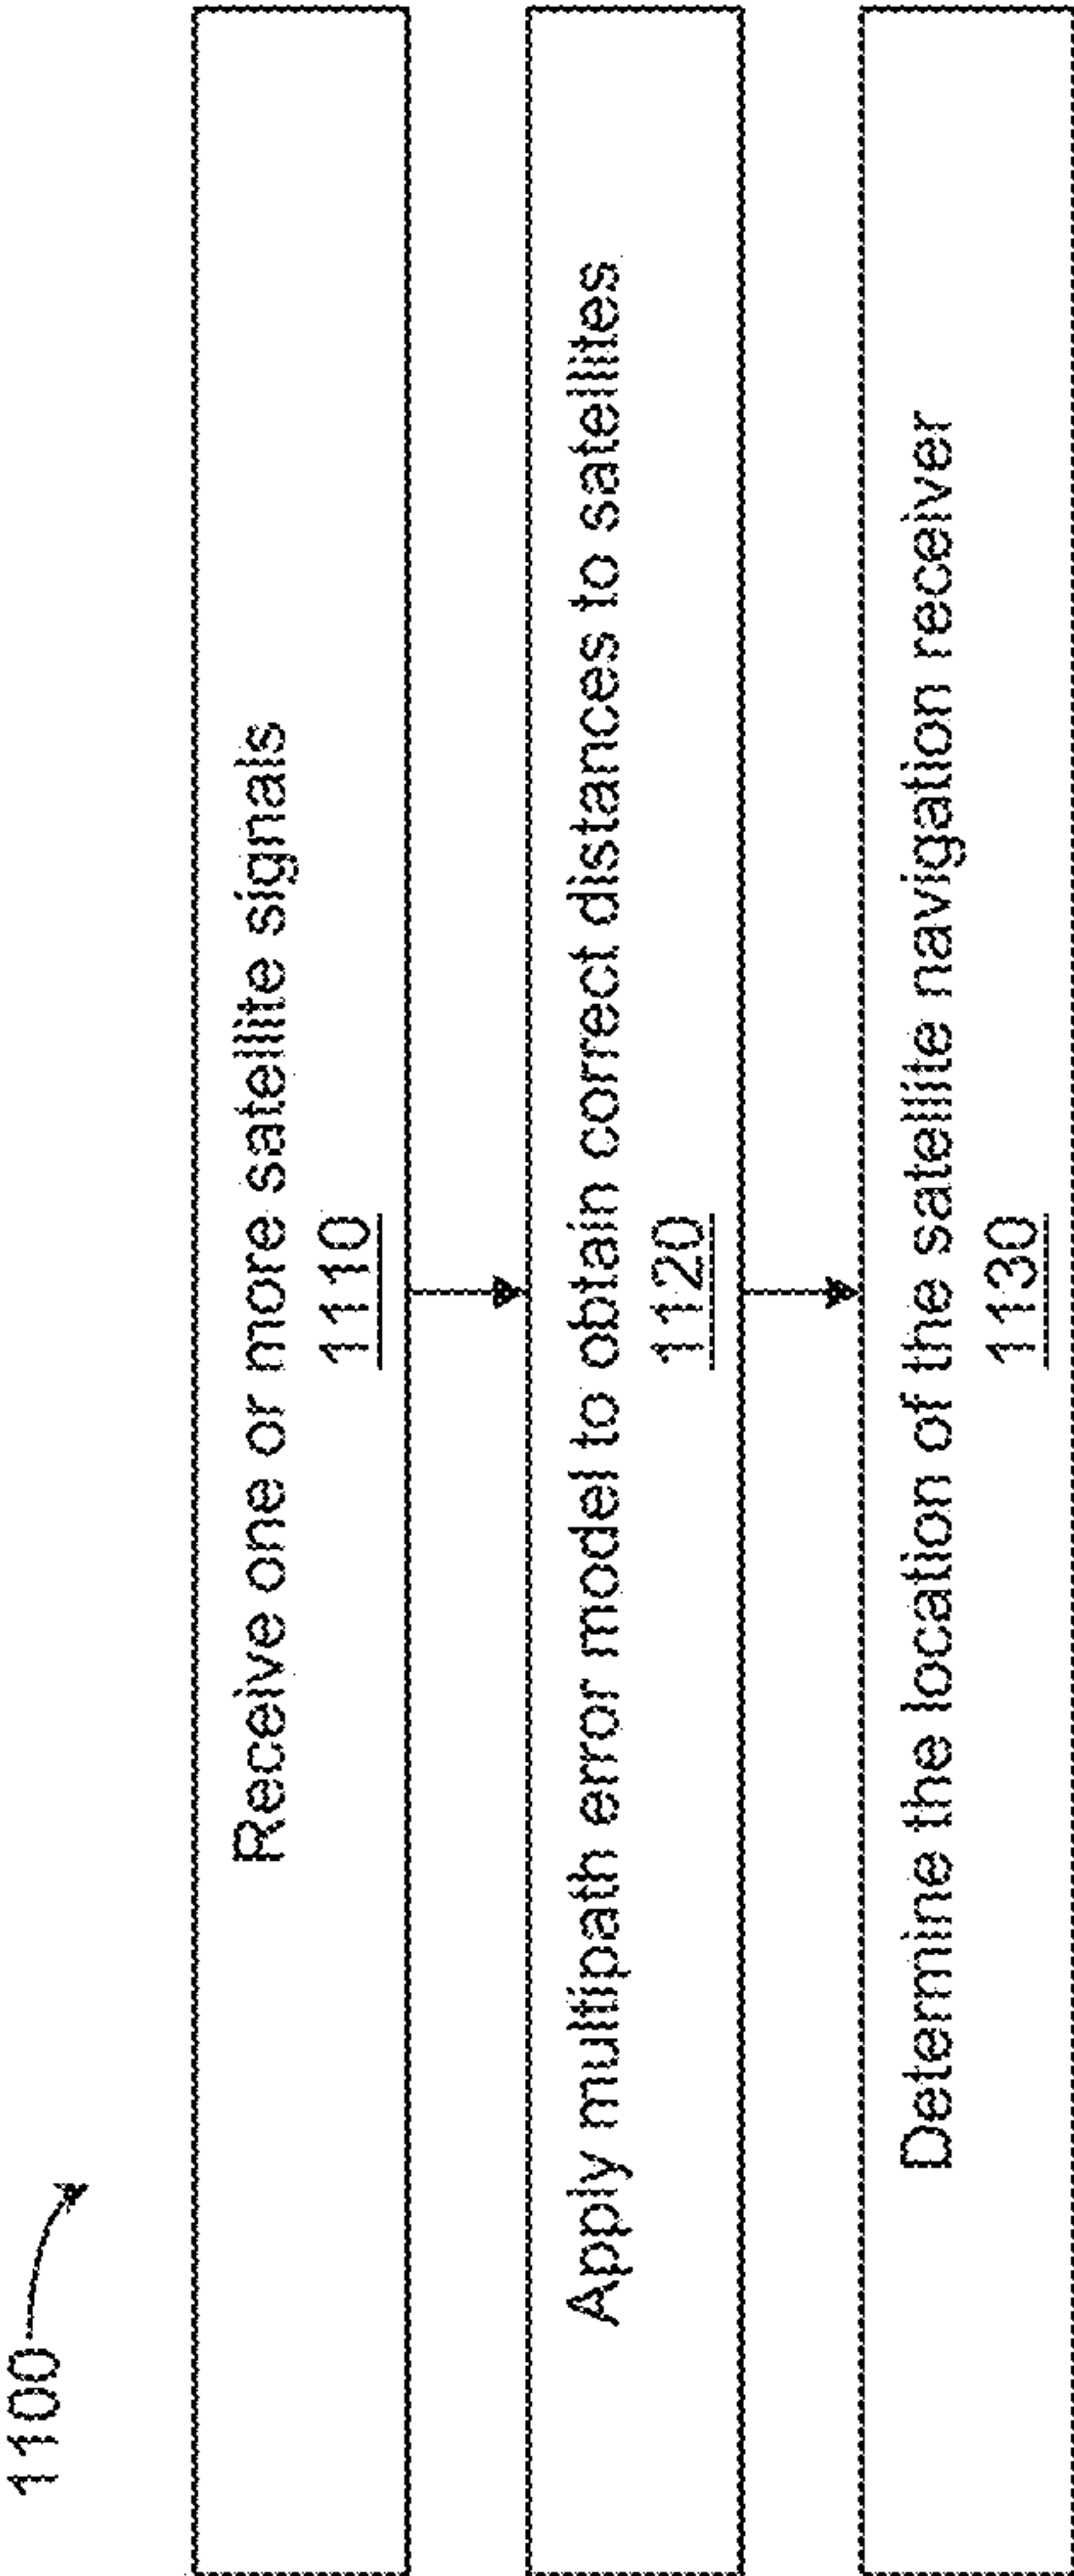 1100
Receive one or more satellite signals
1110
Apply multipath error model to obtain correct distances to satellites
1120
Determine the location of the satellite navigation receiver
1130